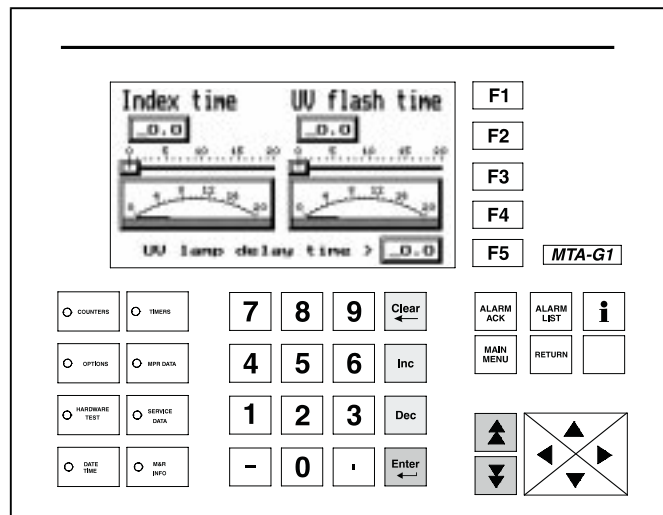 Index time UV flash time
_0.0 _0.0
0 5 10 15 20 0 5 10 15 20
0 4 8 12 16 20 0 4 8 12 16 20
UV lamp delay time > _0.0
F1
F2
F3
F4
F5
MTA-G1
COUNTERS TIMERS
OPTIONS MPR DATA
HARDWARE TEST SERVICE DATA
DATE TIME M&R INFO
7 8 9 Clear
4 5 6 Inc
1 2 3 Dec
- 0 . Enter
ALARM ACK ALARM LIST i
MAIN MENU RETURN